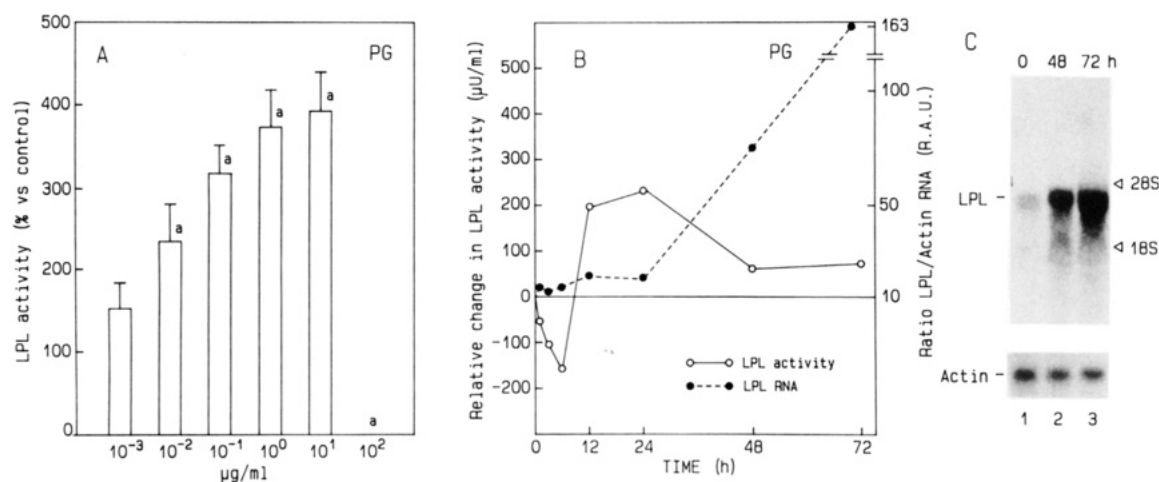 A
PG
LPL activity (% vs control)
500
400
300
200
100
0
a
a
a
a
a
10⁻³
10⁻²
10⁻¹
10⁰
10¹
10²
µg/ml
B
PG
Relative change in LPL activity (µU/ml)
500
400
300
200
100
0
-100
-200
LPL activity
LPL RNA
0
12
24
48
72
TIME (h)
163
100
50
10
Ratio LPL/Actin RNA (R.A.U.)
C
0 48 72 h
LPL
28S
18S
Actin
1 2 3